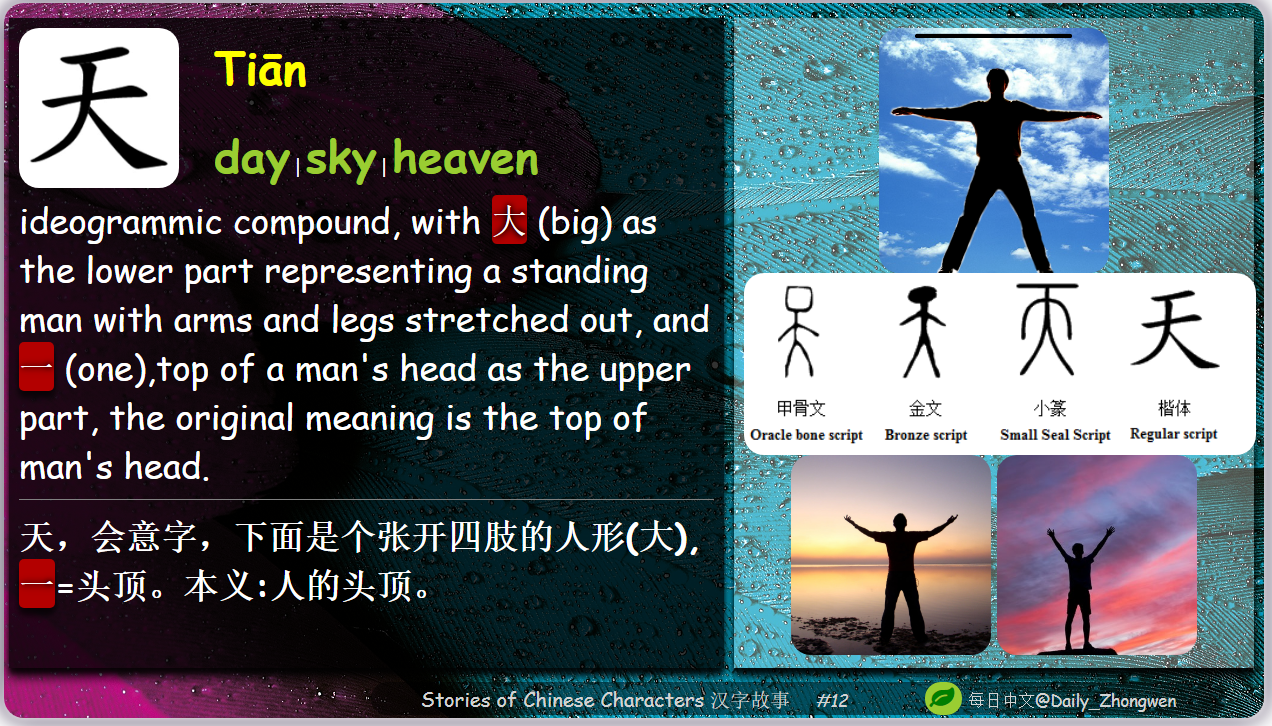 天
Tiān
day | sky | heaven
ideogrammic compound, with 大 (big) as
the lower part representing a standing
man with arms and legs stretched out, and
一 (one),top of a man's head as the upper
part, the original meaning is the top of
man's head.
天，会意字，下面是个张开四肢的人形(大),
一=头顶。本义:人的头顶。
天
甲骨文 金文 小篆 楷体
Oracle bone script Bronze script Small Seal Script Regular script
Stories of Chinese Characters 汉字故事 #12
每日中文@Daily_Zhongwen